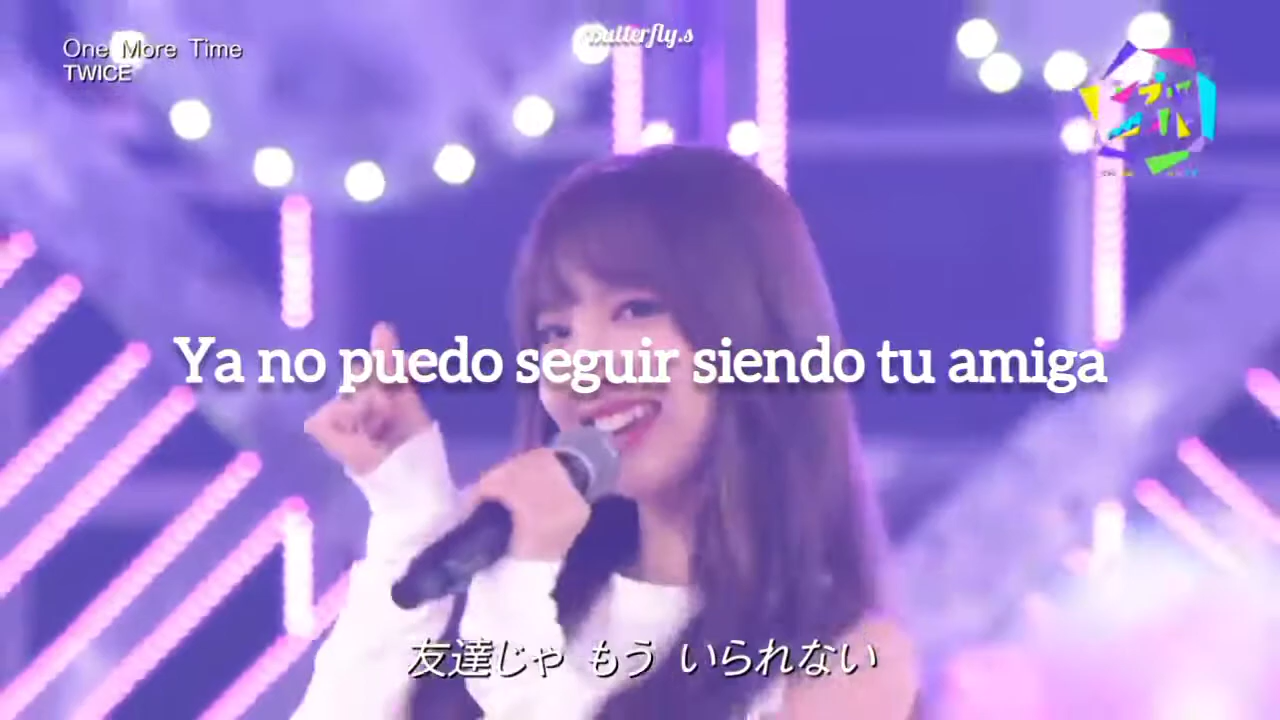 One More Time
TWICE
butterfly.s
Ya no puedo seguir siendo tu amiga
友達じゃ もう いられない